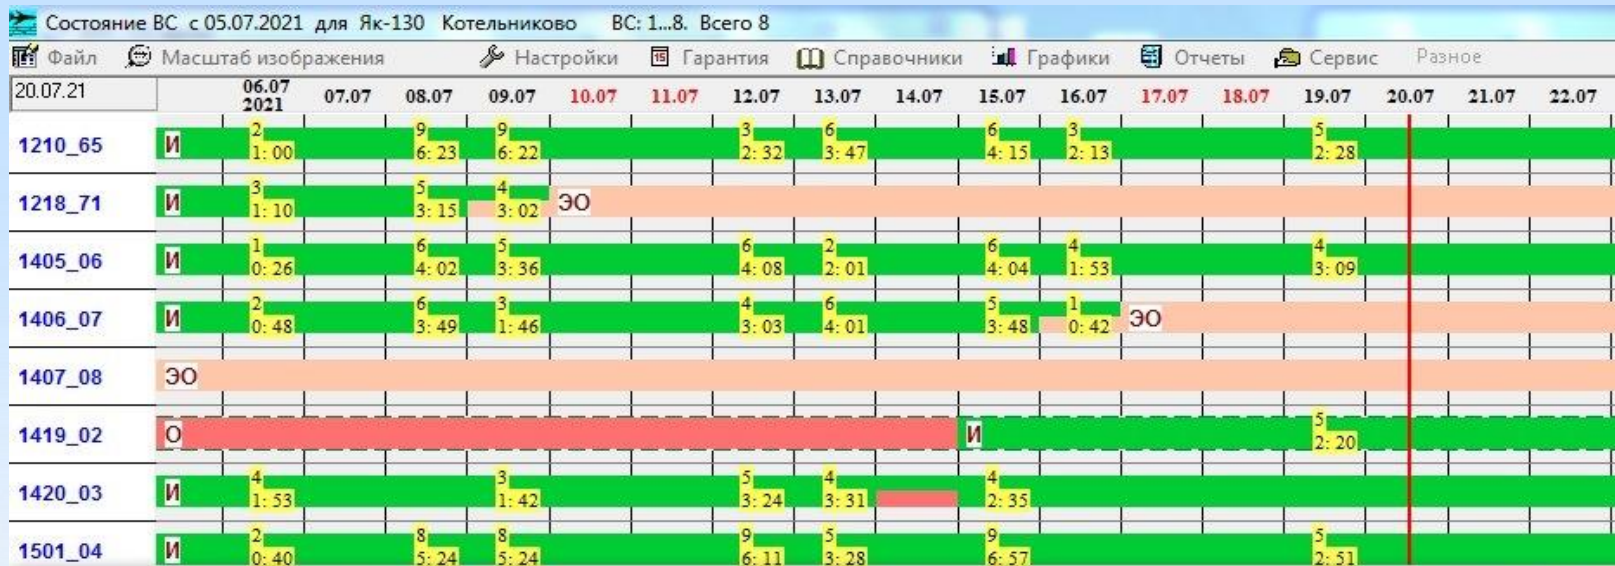 Состояние ВС с 05.07.2021 для Як-130 Котельниково ВС: 1...8. Всего 8
Файл Масштаб изображения Настройки 15 Гарантия Справочники Графики Отчеты Сервис Разное
20.07.21 06.07 2021 07.07 08.07 09.07 10.07 11.07 12.07 13.07 14.07 15.07 16.07 17.07 18.07 19.07 20.07 21.07 22.07
2 9 9 3 6 6 3 5
1210_65 И 1: 00 6: 23 6: 22 2: 32 3: 47 4: 15 2: 13 2: 28
3 5 4
1218_71 И 1: 10 3: 15 3: 02 ЭО
1 6 5 6 2 6 4 4
1405_06 И 0: 26 4: 02 3: 36 4: 08 2: 01 4: 04 1: 53 3: 09
2 6 3 4 6 5 1
1406_07 И 0: 48 3: 49 1: 46 3: 03 4: 01 3: 48 0: 42 ЭО
1407_08 ЭО
5
1419_02 О И 2: 20
4 3 5 4 4
1420_03 И 1: 53 1: 42 3: 24 3: 31 2: 35
2 8 8 9 5 9 5
1501_04 И 0: 40 5: 24 5: 24 6: 11 3: 28 6: 57 2: 51